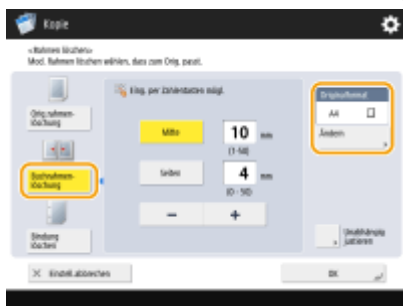 Kopie
<Rahmen löschen>
Mod. Rahmen löschen wählen, dass zum Orig. passt.
Orig.rahmen-
löschung
Buchrahmen-
löschung
Bindung
löschen
Eing. per Zahlentasten mögl.
Mitte
10 mm
(1-50)
Seiten
4 mm
(0 - 50)
−
+
Originalformat
A4
Ändern
Unabhängig
justieren
× Einstell. abbrechen
OK